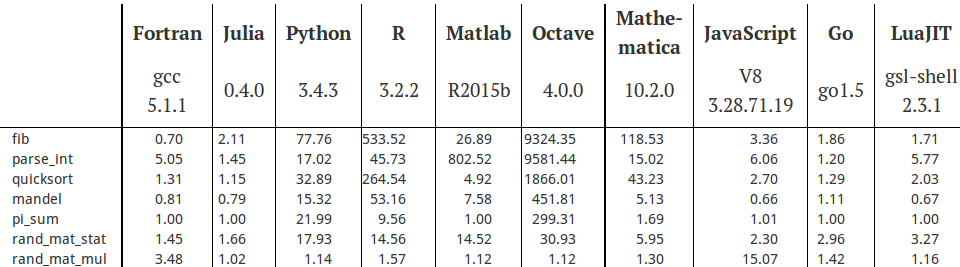 Fortran Julia Python R Matlab Octave Mathe-matica JavaScript Go LuaJIT
gcc 5.1.1 0.4.0 3.4.3 3.2.2 R2015b 4.0.0 10.2.0 V8 3.28.71.19 go1.5 gsl-shell 2.3.1
fib 0.70 2.11 77.76 533.52 26.89 9324.35 118.53 3.36 1.86 1.71
parse_int 5.05 1.45 17.02 45.73 802.52 9581.44 15.02 6.06 1.20 5.77
quicksort 1.31 1.15 32.89 264.54 4.92 1866.01 43.23 2.70 1.29 2.03
mandel 0.81 0.79 15.32 53.16 7.58 451.81 5.13 0.66 1.11 0.67
pi_sum 1.00 1.00 21.99 9.56 1.00 299.31 1.69 1.01 1.00 1.00
rand_mat_stat 1.45 1.66 17.93 14.56 14.52 30.93 5.95 2.30 2.96 3.27
rand_mat_mul 3.48 1.02 1.14 1.57 1.12 1.12 1.30 15.07 1.42 1.16